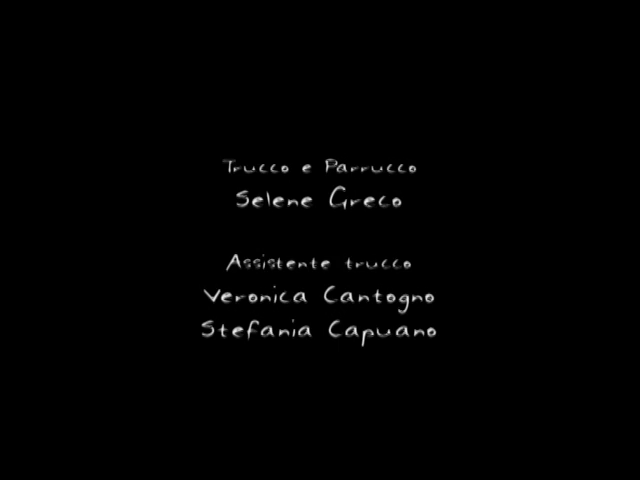 Trucco e Parrucco
Selene Greco
Assistente trucco
Veronica Cantogno
Stefania Capuano